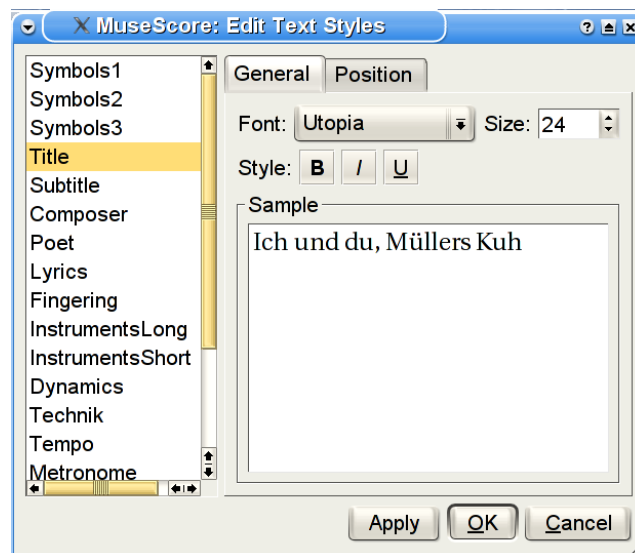 MuseScore: Edit Text Styles
Symbols1
Symbols2
Symbols3
Title
Subtitle
Composer
Poet
Lyrics
Fingering
InstrumentsLong
InstrumentsShort
Dynamics
Technik
Tempo
Metronome
General Position
Font: Utopia Size: 24
Style: B I U
Sample
Ich und du, Müllers Kuh
Apply OK Cancel